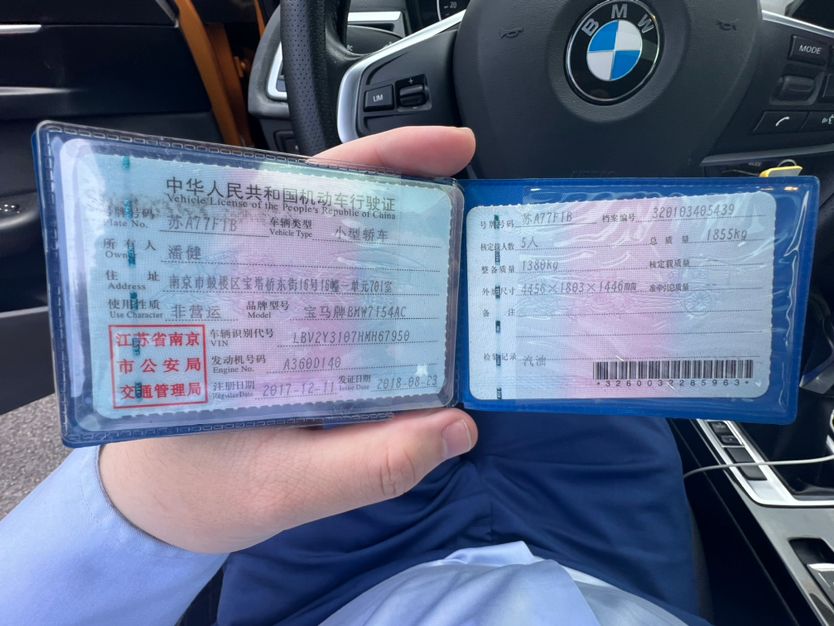 BMW
MODE
LIM
中华人民共和国机动车行驶证
Vehicle License of the People's Republic of China
号牌号码 苏A77F1B 车辆类型 小型轿车
Plate No. Vehicle Type
所有人 潘健
Owner
住址 南京市鼓楼区宝塔桥东街16号16幢一单元701室
Address
使用性质 非营运 品牌型号 宝马牌BMW7154AC
Use Character Model
江苏省南京
市公安局
交通管理局
车辆识别代号 LBV2Y3107HMH67950
VIN
发动机号码 A360D140
Engine No.
注册日期 2017-12-11 发证日期 2018-08-23
Register Date Issue Date
号牌号码 苏A77F1B 档案编号 320103405439
核定载人数 5人 总质量 1855kg
整备质量 1380kg 核定载质量
外廓尺寸 4456×1803×1446mm 准牵引总质量
备注
检验记录 汽油
*3260032285963*